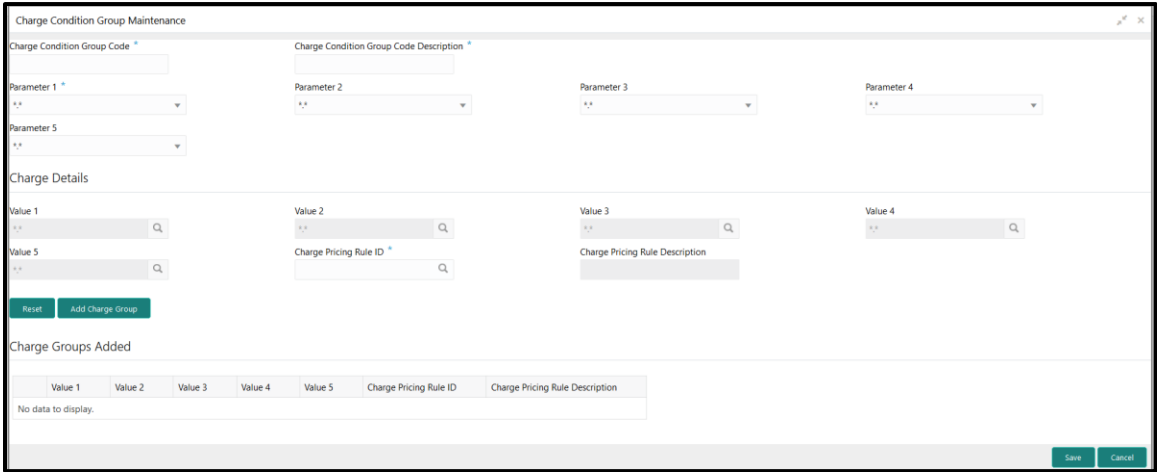 Charge Condition Group Maintenance
Charge Condition Group Code * Charge Condition Group Code Description *
Parameter 1 * Parameter 2 Parameter 3 Parameter 4
*.* *.* *.* *.*
Parameter 5
*.*
Charge Details
Value 1 Value 2 Value 3 Value 4
*.* *.* *.* *.*
Value 5 Charge Pricing Rule ID * Charge Pricing Rule Description
*.*
Reset Add Charge Group
Charge Groups Added
Value 1 Value 2 Value 3 Value 4 Value 5 Charge Pricing Rule ID Charge Pricing Rule Description
No data to display.
Save Cancel